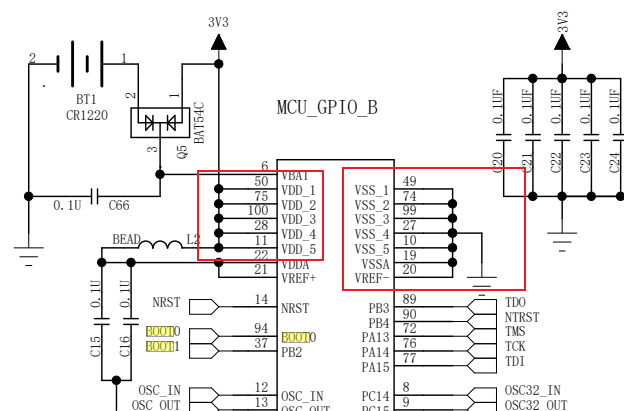 3V3
3V3
2
1
BT1
CR1220
2
1
BAT54C
3
Q5
MCU_GPIO_B
0.1UF
0.1UF
0.1UF
0.1UF
0.1UF
C20
C21
C22
C23
C24
0.1U
C66
6
VBAT
50
VDD_1
75
VDD_2
100
VDD_3
28
VDD_4
11
VDD_5
22
VDDA
21
VREF+
VSS_1
49
VSS_2
74
VSS_3
99
VSS_4
27
VSS_5
10
VSSA
19
VREF-
20
BEAD
L2
0.1U
0.1U
C15
C16
NRST
14
NRST
BOOT0
94
BOOT0
BOOT1
37
PB2
OSC_IN
12
OSC_IN
OSC_OUT
13
OSC_OUT
PB3
89
TDO
PB4
90
NTRST
PA13
72
TMS
PA14
76
TCK
PA15
77
TDI
PC14
8
OSC32_IN
PC15
9
OSC32_OUT